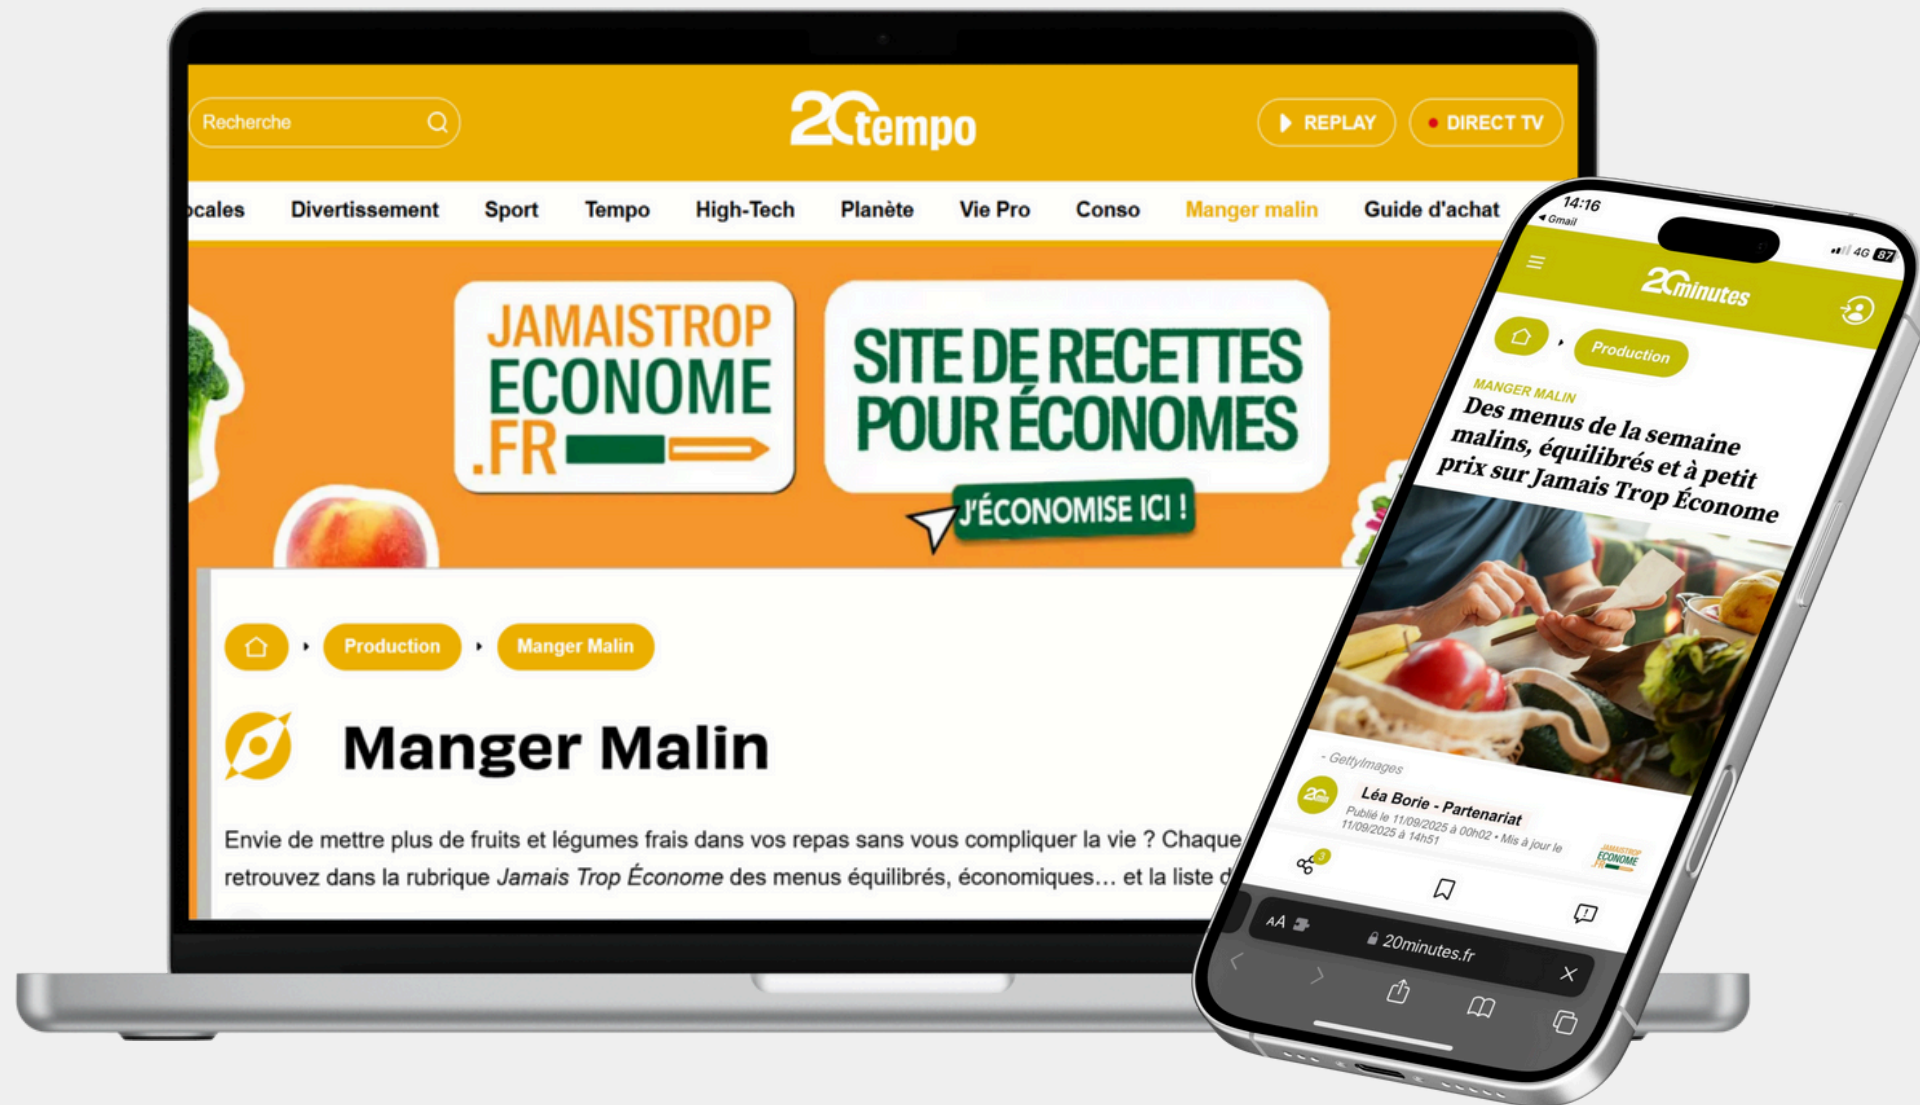 Recherche
20tempo
REPLAY
DIRECT TV
ocales Divertissement Sport Tempo High-Tech Planète Vie Pro Conso Manger malin Guide d'achat
JAMAISTROP
ECONOME
.FR
SITE DE RECETTES
POUR ÉCONOMES
J'ÉCONOMISE ICI !
Production
Manger Malin
Manger Malin
Envie de mettre plus de fruits et légumes frais dans vos repas sans vous compliquer la vie ? Chaque
retrouvez dans la rubrique Jamais Trop Économe des menus équilibrés, économiques… et la liste d
14:16
Gmail
4G 87
20minutes
Production
MANGER MALIN
Des menus de la semaine
malins, équilibrés et à petit
prix sur Jamais Trop Économe
- GettyImages
20min
Léa Borie - Partenariat
Publié le 11/09/2025 à 00h02 • Mis à jour le
11/09/2025 à 14h51
JAMAISTROP
ECONOME
.FR
3
AA
20minutes.fr